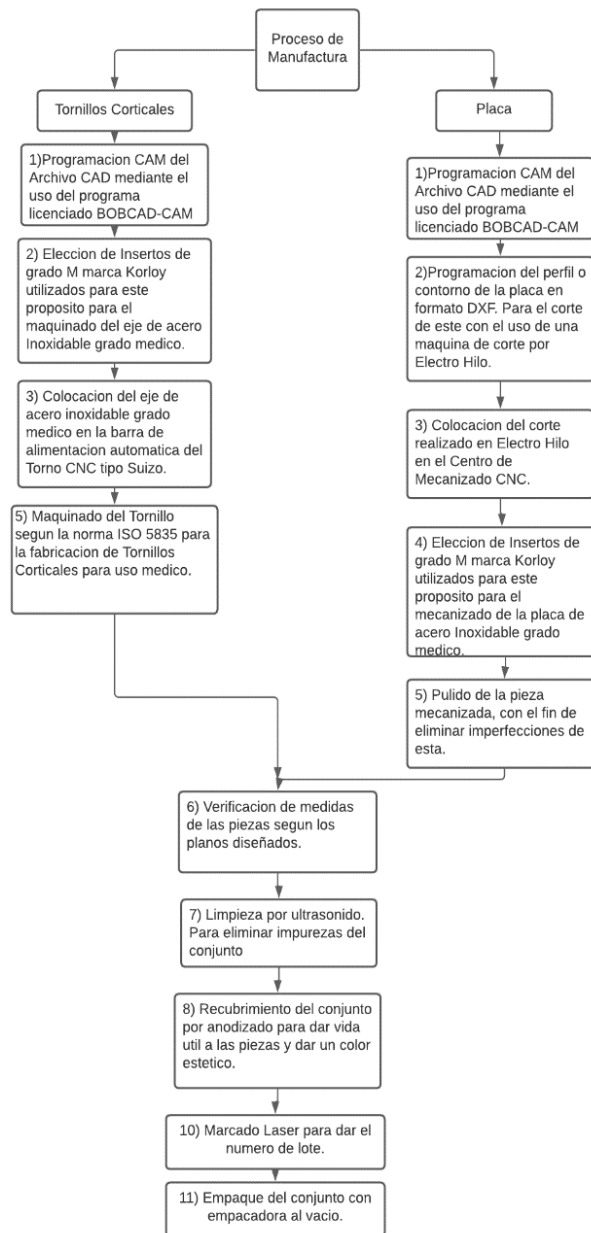 Proceso de
Manufactura
Tornillos Corticales
1)Programacion CAM del
Archivo CAD mediante el
uso del programa
licenciado BOBCAD-CAM
2) Eleccion de Insertos de
grado M marca Korloy
utilizados para este
proposito para el
maquinado del eje de acero
Inoxidable grado medico.
3) Colocacion del eje de
acero inoxidable grado
medico en la barra de
alimentacion automatica del
Torno CNC tipo Suizo.
5) Maquinado del Tornillo
segun la norma ISO 5835 para
la fabricacion de Tornillos
Corticales para uso medico.
Placa
1)Programacion CAM del
Archivo CAD mediante el
uso del programa
licenciado BOBCAD-CAM
2)Programacion del perfil o
contorno de la placa en
formato DXF. Para el corte
de este con el uso de una
maquina de corte por
Electro Hilo.
3) Colocacion del corte
realizado en Electro Hilo
en el Centro de
Mecanizado CNC.
4) Eleccion de Insertos de
grado M marca Korloy
utilizados para este
proposito para el
mecanizado de la placa de
acero Inoxidable grado
medico.
5) Pulido de la pieza
mecanizada, con el fin de
eliminar imperfecciones de
esta.
6) Verificacion de medidas
de las piezas segun los
planos diseñados.
7) Limpieza por ultrasonido.
Para eliminar impurezas del
conjunto
8) Recubrimiento del conjunto
por anodizado para dar vida
util a las piezas y dar un color
estetico.
10) Marcado Laser para dar el
numero de lote.
11) Empaque del conjunto con
empacadora al vacio.